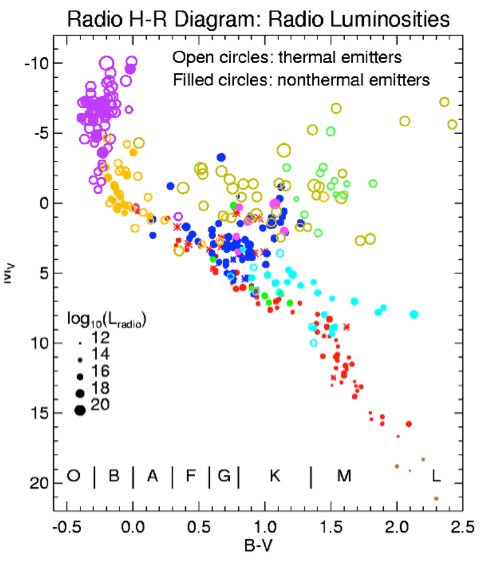 Radio H-R Diagram: Radio Luminosities
Open circles: thermal emitters
Filled circles: nonthermal emitters
-10
-5
0
5
10
15
20
log10(Lradio)
12
14
16
18
20
O | B | A | F | G | K | M L
-0.5 0.0 0.5 1.0 1.5 2.0 2.5
B-V